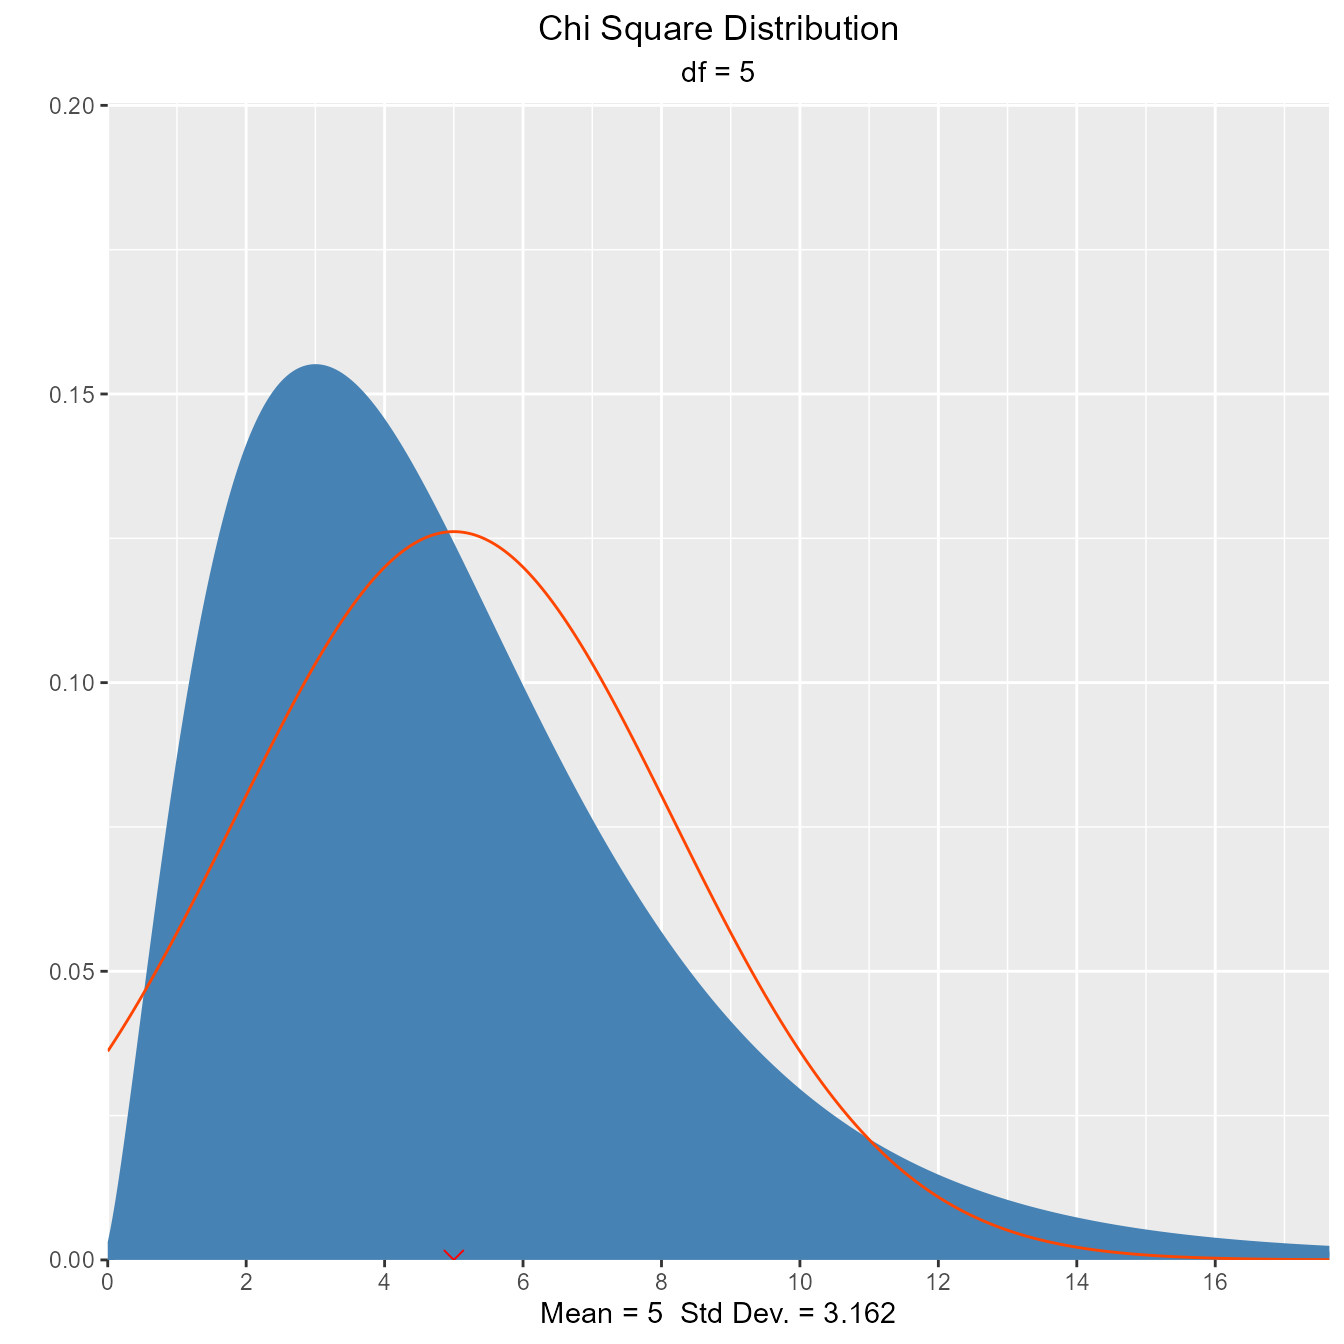 Chi Square Distribution
df = 5
0.20
0.15
0.10
0.05
0.00
0 2 4 6 8 10 12 14 16
Mean = 5  Std Dev. = 3.162